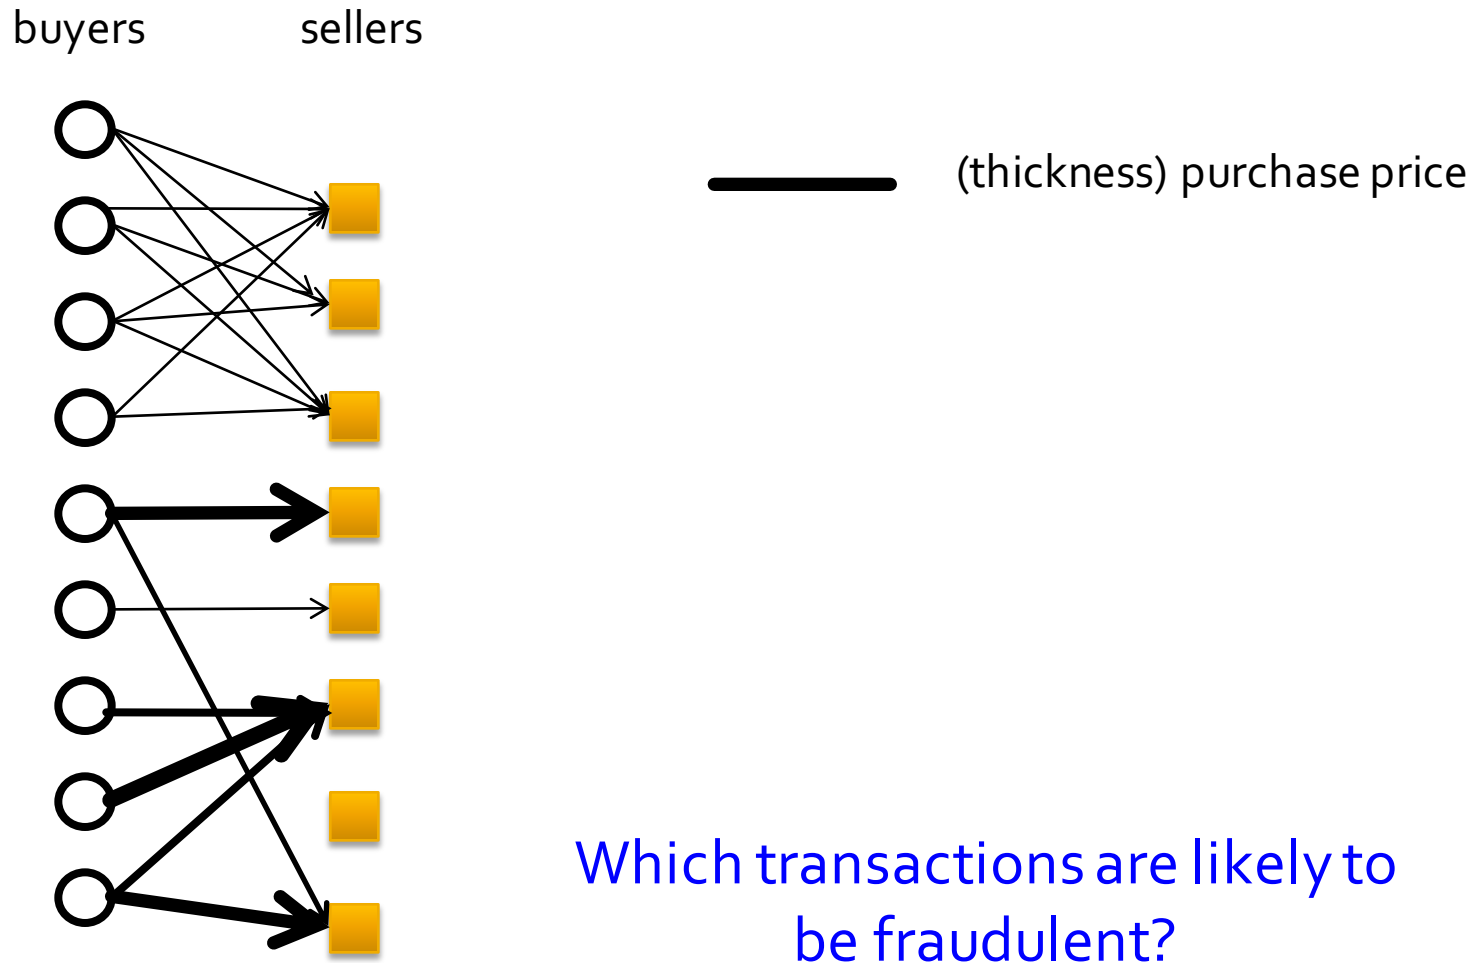 buyers sellers
(thickness) purchase price
Which transactions are likely to
be fraudulent?